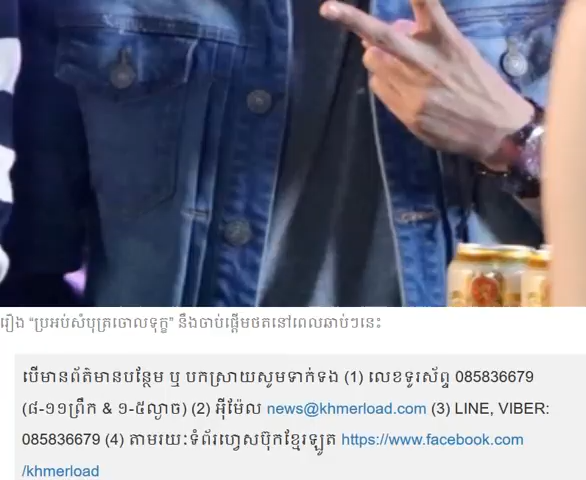 រឿង “ប្រអប់សំបុត្រចោលទុក្ខ” នឹងចាប់ផ្ដើមថតនៅពេលឆាប់ៗនេះ
បើមានព័ត៌មានបន្ថែម ឬ បកស្រាយសូមទាក់ទង (1) លេខទូរស័ព្ទ 085836679
(៨-១១ព្រឹក & ១-៥ល្ងាច) (2) អ៊ីម៉ែល news@khmerload.com (3) LINE, VIBER:
085836679 (4) តាមរយៈទំព័រហ្វេសប៊ុកខ្មែរឡូត https://www.facebook.com
/khmerload